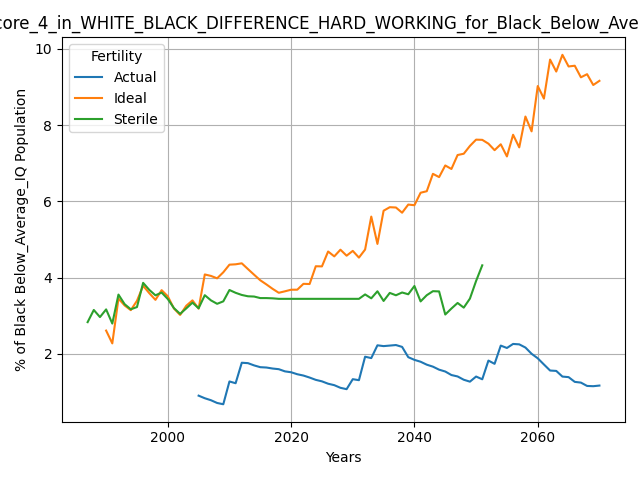 core_4_in_WHITE_BLACK_DIFFERENCE_HARD_WORKING_for_Black_Below_Ave
Fertility
Actual
Ideal
Sterile
% of Black Below_Average_IQ Population
10
8
6
4
2
2000
2020
2040
2060
Years